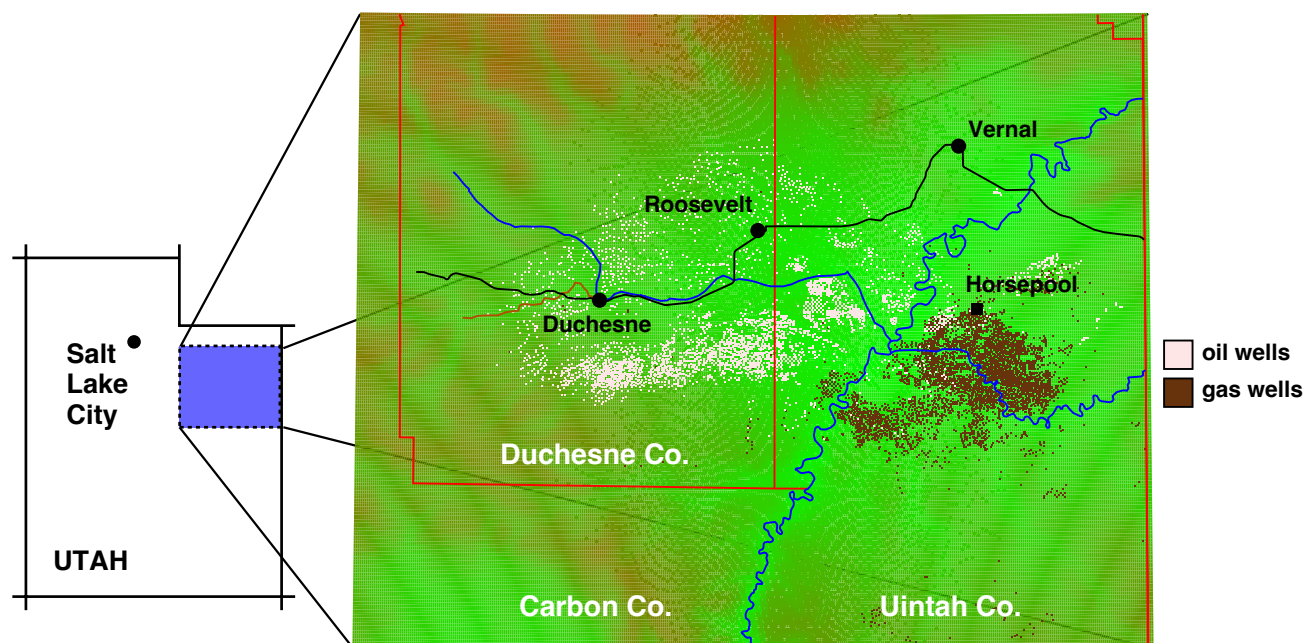 Vernal
Roosevelt
Horsepool
Duchesne
Salt
Lake
City
oil wells
gas wells
Duchesne Co.
UTAH
Carbon Co.
Uintah Co.